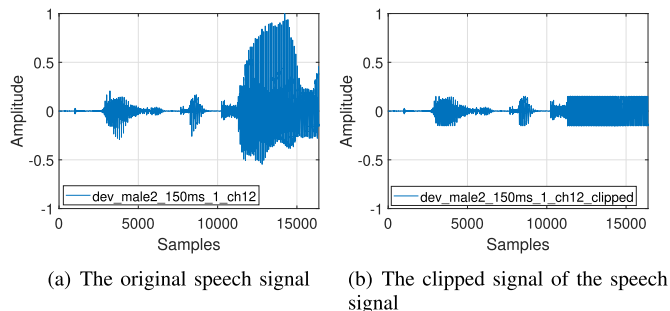 1
0.5
0
-0.5
-1
Amplitude
dev_male2_150ms_1_ch12
0 5000 10000 15000
Samples
(a) The original speech signal
1
0.5
0
-0.5
-1
Amplitude
dev_male2_150ms_1_ch12_clipped
0 5000 10000 15000
Samples
(b) The clipped signal of the speech
signal